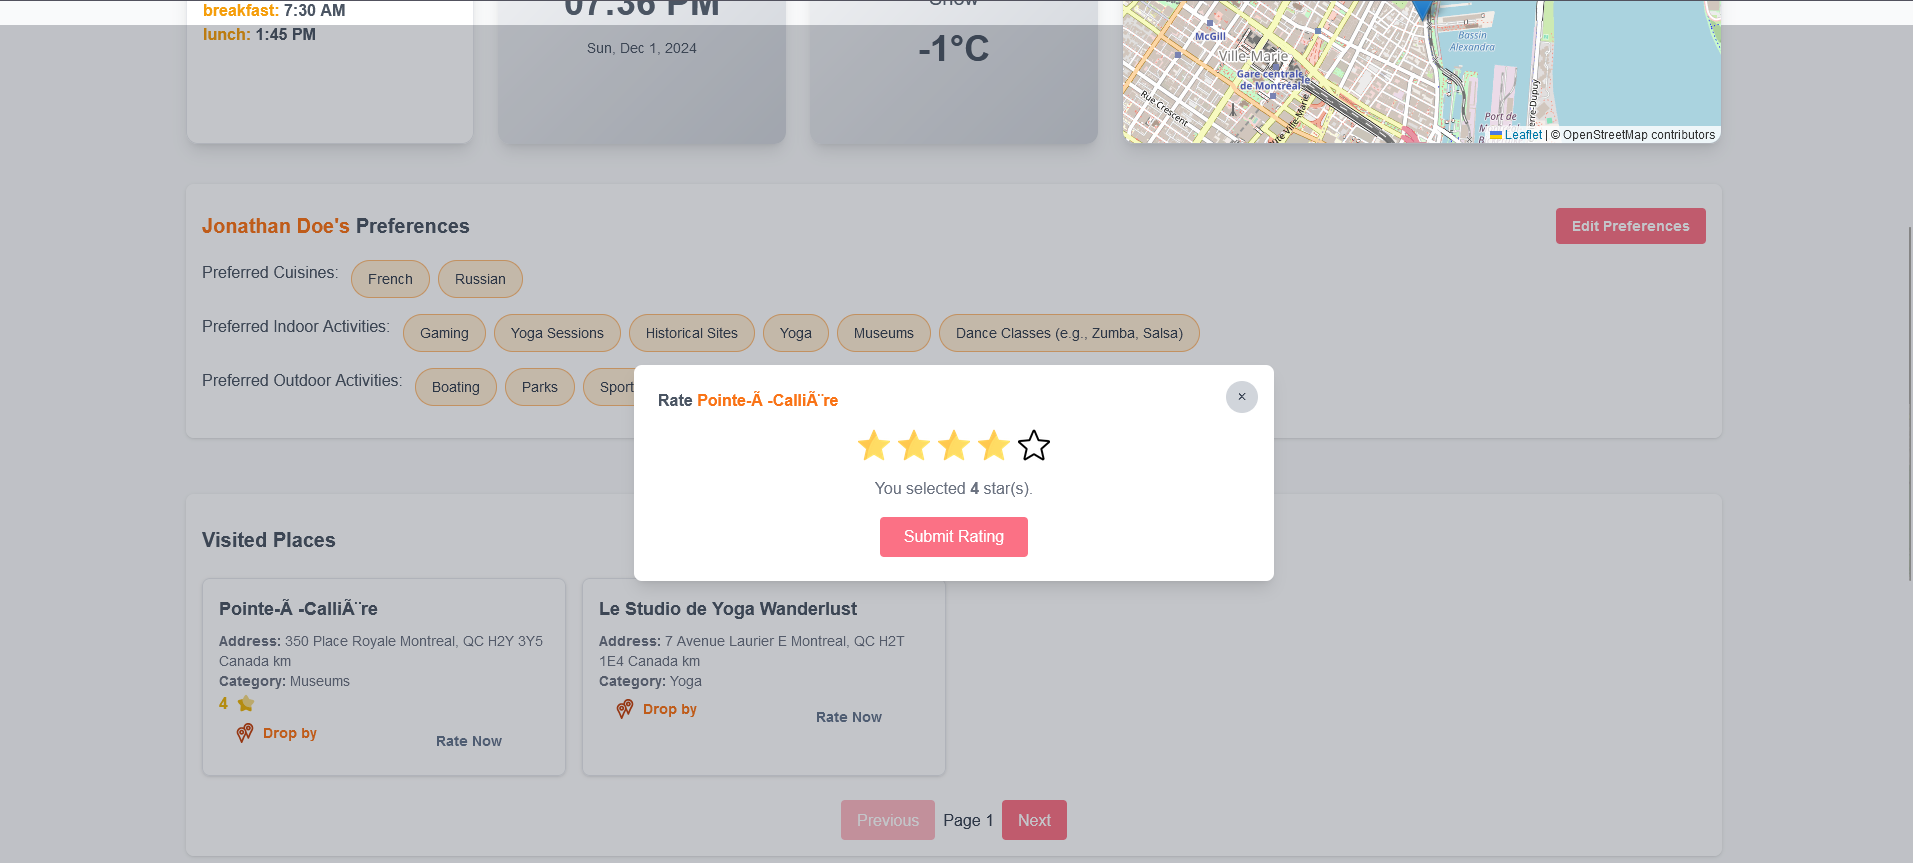 breakfast: 7:30 AM
lunch: 1:45 PM
07:36 PM
Sun, Dec 1, 2024
Snow
-1°C
McGill
Ville-Marie
Gare centrale
de Montréal
Rue Crescent
Bassin
Alexandra
Port de
Leaflet | © OpenStreetMap contributors
Jonathan Doe's Preferences
Edit Preferences
Preferred Cuisines: French Russian
Preferred Indoor Activities: Gaming Yoga Sessions Historical Sites Yoga Museums Dance Classes (e.g., Zumba, Salsa)
Preferred Outdoor Activities: Boating Parks Sport
Rate Pointe-Ã -CalliÃ¨re
×
You selected 4 star(s).
Submit Rating
Visited Places
Pointe-Ã -CalliÃ¨re
Address: 350 Place Royale Montreal, QC H2Y 3Y5
Canada km
Category: Museums
4
Drop by
Rate Now
Le Studio de Yoga Wanderlust
Address: 7 Avenue Laurier E Montreal, QC H2T
1E4 Canada km
Category: Yoga
Drop by
Rate Now
Previous Page 1 Next